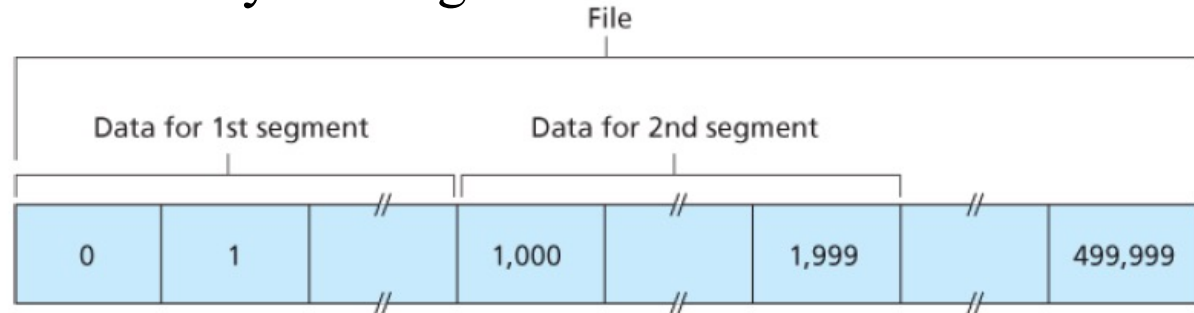 File
Data for 1st segment Data for 2nd segment
0 1 1,000 1,999 499,999